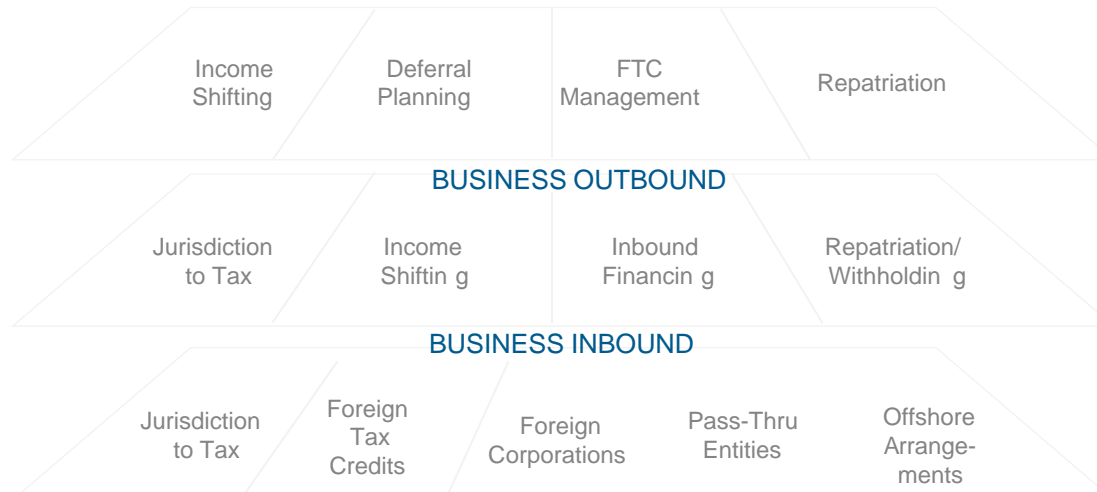 Income
Shifting
Deferral
Planning
FTC
Management
Repatriation
BUSINESS OUTBOUND
Jurisdiction
to Tax
Income
Shiftin g
Inbound
Financin g
Repatriation/
Withholdin g
BUSINESS INBOUND
Jurisdiction
to Tax
Foreign
Tax
Credits
Foreign
Corporations
Pass-Thru
Entities
Offshore
Arrange-
ments